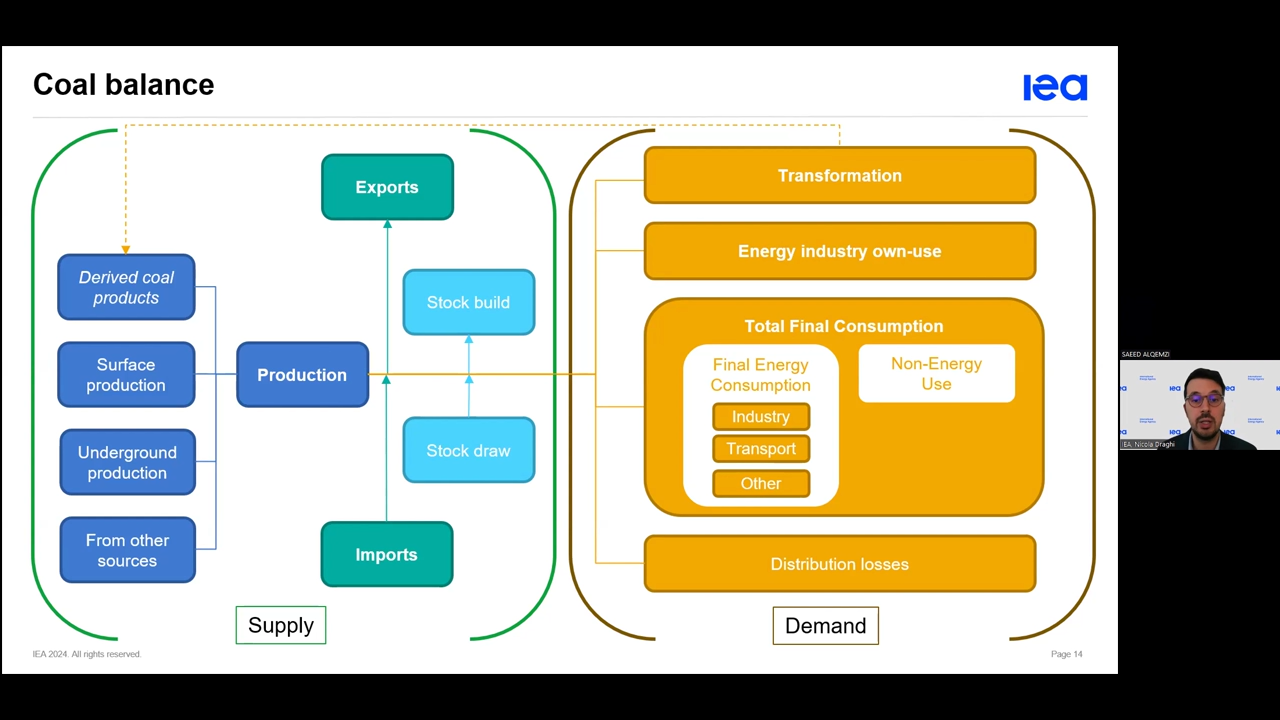 Coal balance
iea
Exports
Derived coal
products
Surface
production
Underground
production
From other
sources
Production
Stock build
Stock draw
Imports
Supply
Transformation
Energy industry own-use
Total Final Consumption
Final Energy
Consumption
Industry
Transport
Other
Non-Energy
Use
Distribution losses
Demand
IEA 2024. All rights reserved.
Page 14
SAEED ALQEMZI
IEA, Nicola Draghi